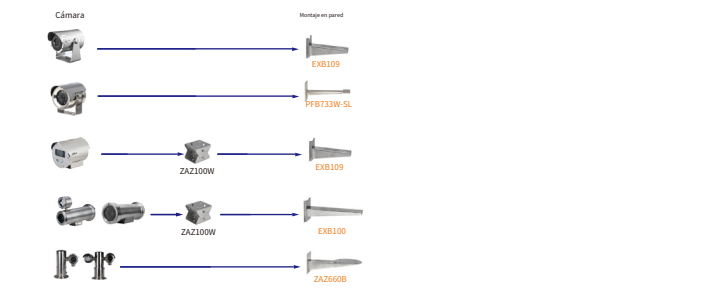 Cámara
Montaje en pared
EXB109
PFB733W-SL
ZAZ100W
EXB109
ZAZ100W
EXB100
ZAZ660B